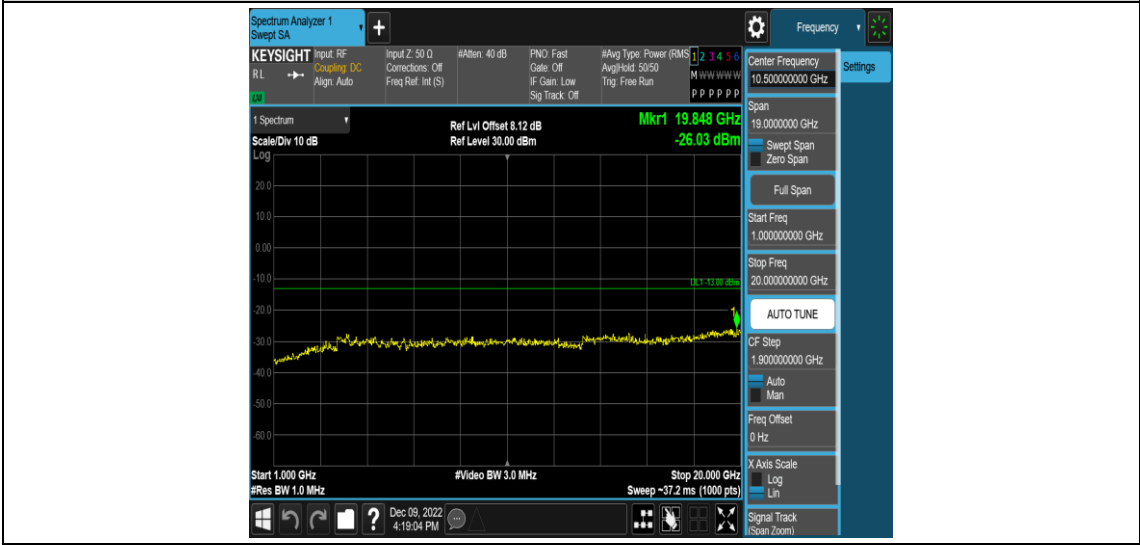 Spectrum Analyzer 1
Swept SA
+
Frequency
KEYSIGHT
RL
LM
Input: RF
Coupling: DC
Align: Auto
Input Z: 50 Ω
Corrections: Off
Freq Ref: Int (S)
#Atten: 40 dB
PNO: Fast
Gate: Off
IF Gain: Low
Sig Track: Off
#Avg Type: Power (RMS
Avg|Hold: 50/50
Trig: Free Run
1 2 3 4 5 6
M W W W W W
P P P P P P
1 Spectrum
Scale/Div 10 dB
Ref Lvl Offset 8.12 dB
Ref Level 30.00 dBm
Mkr1 19.848 GHz
-26.03 dBm
Log
20.0
10.0
0.00
-10.0
-20.0
-30.0
-40.0
-50.0
-60.0
DL1 -13.00 dBm
1
Start 1.000 GHz
#Res BW 1.0 MHz
#Video BW 3.0 MHz
Stop 20.000 GHz
Sweep ~37.2 ms (1000 pts)
?
Dec 09, 2022
4:19:04 PM
Center Frequency
10.500000000 GHz
Span
19.0000000 GHz
Swept Span
Zero Span
Full Span
Start Freq
1.000000000 GHz
Stop Freq
20.000000000 GHz
AUTO TUNE
CF Step
1.900000000 GHz
Auto
Man
Freq Offset
0 Hz
X Axis Scale
Log
Lin
Signal Track
(Span Zoom)
Settings